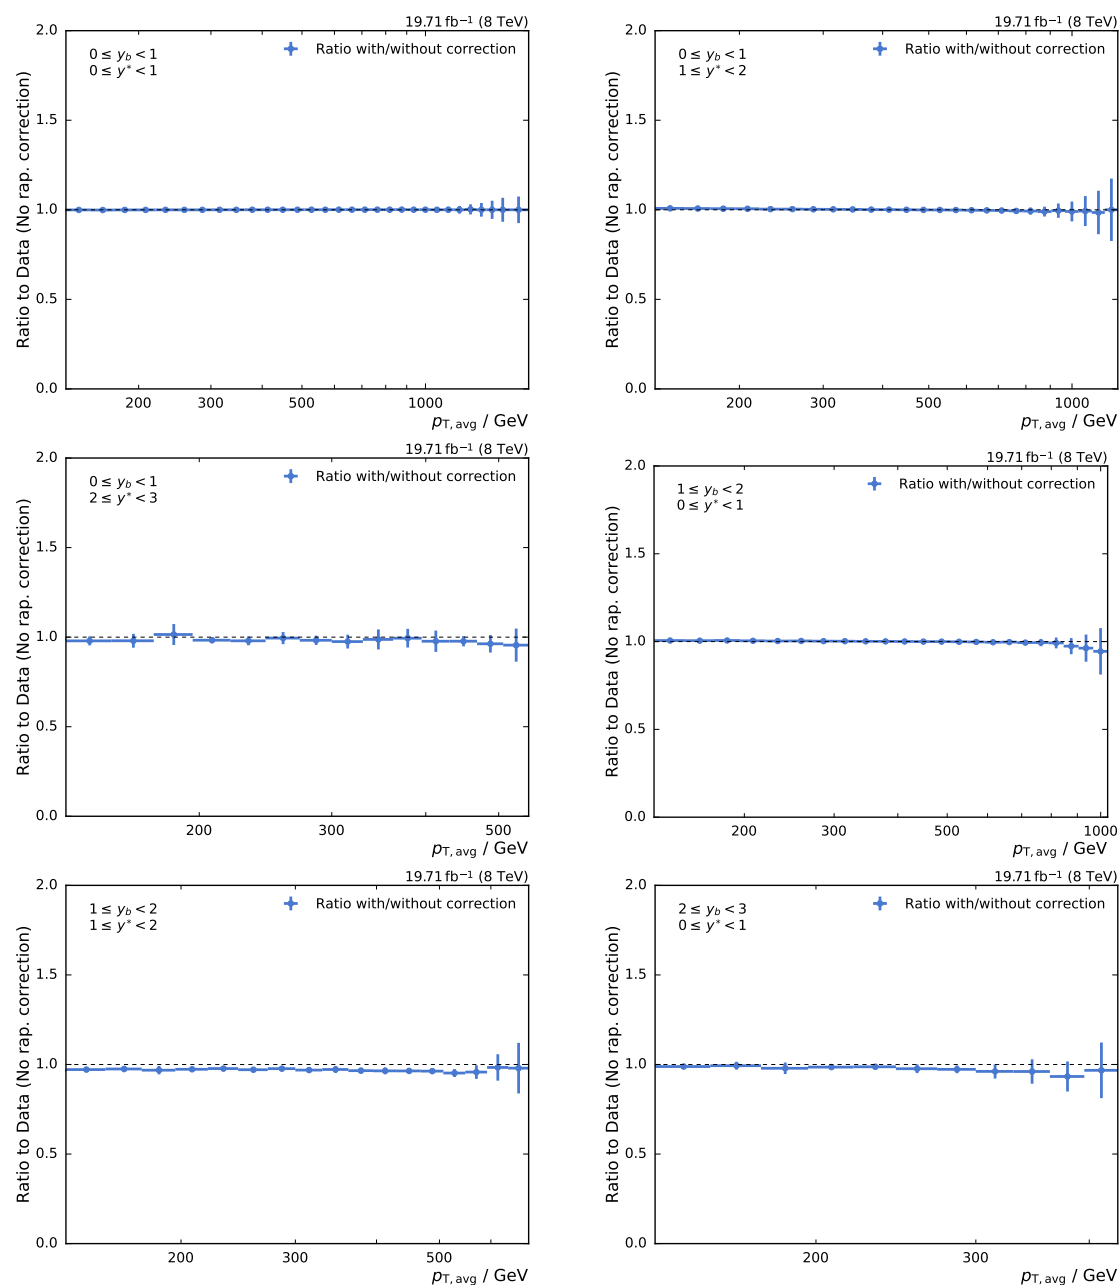 19.71 fb⁻¹ (8 TeV)
Ratio to Data (No rap. correction)
2.0
1.5
1.0
0.5
0.0
0 ≤ y_b < 1
0 ≤ y* < 1
Ratio with/without correction
200 300 500 1000
p_T,avg / GeV
19.71 fb⁻¹ (8 TeV)
Ratio to Data (No rap. correction)
2.0
1.5
1.0
0.5
0.0
0 ≤ y_b < 1
1 ≤ y* < 2
Ratio with/without correction
200 300 500 1000
p_T,avg / GeV
19.71 fb⁻¹ (8 TeV)
Ratio to Data (No rap. correction)
2.0
1.5
1.0
0.5
0.0
0 ≤ y_b < 1
2 ≤ y* < 3
Ratio with/without correction
200 300 500
p_T,avg / GeV
19.71 fb⁻¹ (8 TeV)
Ratio to Data (No rap. correction)
2.0
1.5
1.0
0.5
0.0
1 ≤ y_b < 2
0 ≤ y* < 1
Ratio with/without correction
200 300 500 1000
p_T,avg / GeV
19.71 fb⁻¹ (8 TeV)
Ratio to Data (No rap. correction)
2.0
1.5
1.0
0.5
0.0
1 ≤ y_b < 2
1 ≤ y* < 2
Ratio with/without correction
200 300 500
p_T,avg / GeV
19.71 fb⁻¹ (8 TeV)
Ratio to Data (No rap. correction)
2.0
1.5
1.0
0.5
0.0
2 ≤ y_b < 3
0 ≤ y* < 1
Ratio with/without correction
200 300
p_T,avg / GeV